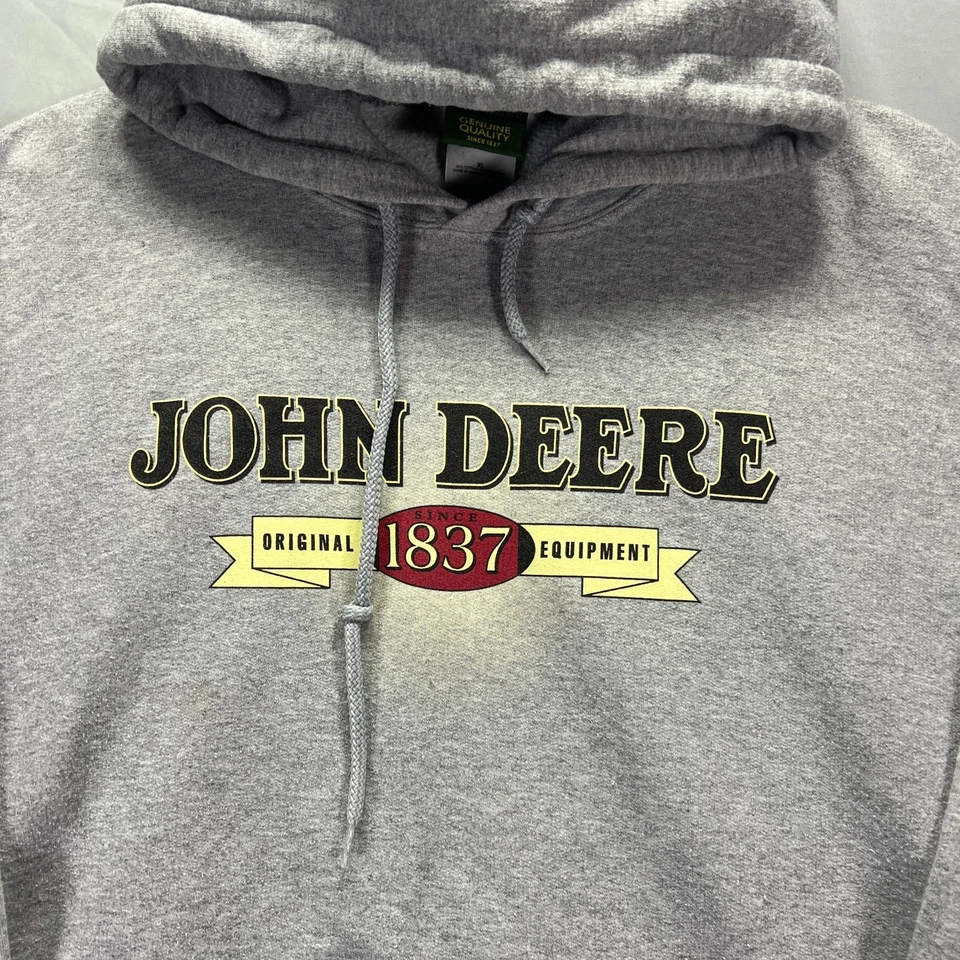 GENUINE
QUALITY
SINCE 1837
JOHN DEERE
SINCE
ORIGINAL 1837 EQUIPMENT